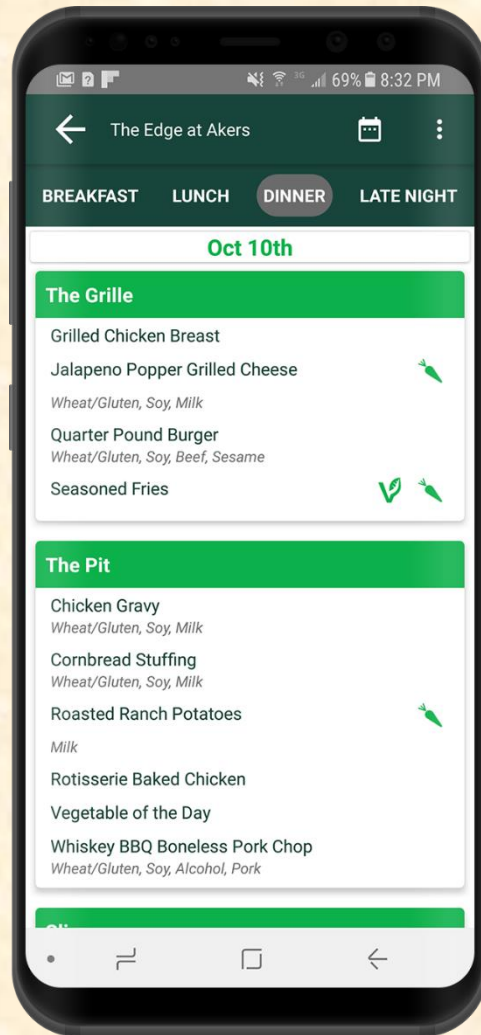 3G 69% 8:32 PM
The Edge at Akers
BREAKFAST LUNCH DINNER LATE NIGHT
Oct 10th
The Grille
Grilled Chicken Breast
Jalapeno Popper Grilled Cheese
Wheat/Gluten, Soy, Milk
Quarter Pound Burger
Wheat/Gluten, Soy, Beef, Sesame
Seasoned Fries
The Pit
Chicken Gravy
Wheat/Gluten, Soy, Milk
Cornbread Stuffing
Wheat/Gluten, Soy, Milk
Roasted Ranch Potatoes
Milk
Rotisserie Baked Chicken
Vegetable of the Day
Whiskey BBQ Boneless Pork Chop
Wheat/Gluten, Soy, Alcohol, Pork